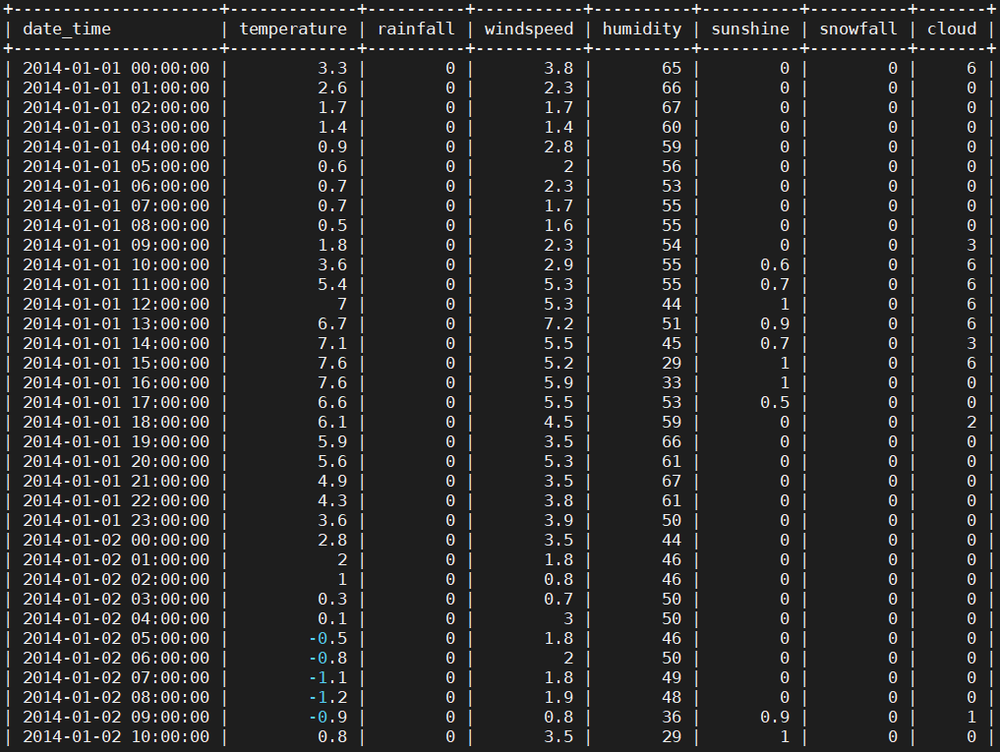 +---------------------+-------------+----------+-----------+----------+----------+----------+-------+
| date_time           | temperature | rainfall | windspeed | humidity | sunshine | snowfall | cloud |
+---------------------+-------------+----------+-----------+----------+----------+----------+-------+
| 2014-01-01 00:00:00 |         3.3 |        0 |       3.8 |       65 |        0 |        0 |     6 |
| 2014-01-01 01:00:00 |         2.6 |        0 |       2.3 |       66 |        0 |        0 |     0 |
| 2014-01-01 02:00:00 |         1.7 |        0 |       1.7 |       67 |        0 |        0 |     0 |
| 2014-01-01 03:00:00 |         1.4 |        0 |       1.4 |       60 |        0 |        0 |     0 |
| 2014-01-01 04:00:00 |         0.9 |        0 |       2.8 |       59 |        0 |        0 |     0 |
| 2014-01-01 05:00:00 |         0.6 |        0 |         2 |       56 |        0 |        0 |     0 |
| 2014-01-01 06:00:00 |         0.7 |        0 |       2.3 |       53 |        0 |        0 |     0 |
| 2014-01-01 07:00:00 |         0.7 |        0 |       1.7 |       55 |        0 |        0 |     0 |
| 2014-01-01 08:00:00 |         0.5 |        0 |       1.6 |       55 |        0 |        0 |     0 |
| 2014-01-01 09:00:00 |         1.8 |        0 |       2.3 |       54 |        0 |        0 |     3 |
| 2014-01-01 10:00:00 |         3.6 |        0 |       2.9 |       55 |      0.6 |        0 |     6 |
| 2014-01-01 11:00:00 |         5.4 |        0 |       5.3 |       55 |      0.7 |        0 |     6 |
| 2014-01-01 12:00:00 |           7 |        0 |       5.3 |       44 |        1 |        0 |     6 |
| 2014-01-01 13:00:00 |         6.7 |        0 |       7.2 |       51 |      0.9 |        0 |     6 |
| 2014-01-01 14:00:00 |         7.1 |        0 |       5.5 |       45 |      0.7 |        0 |     3 |
| 2014-01-01 15:00:00 |         7.6 |        0 |       5.2 |       29 |        1 |        0 |     6 |
| 2014-01-01 16:00:00 |         7.6 |        0 |       5.9 |       33 |        1 |        0 |     0 |
| 2014-01-01 17:00:00 |         6.6 |        0 |       5.5 |       53 |      0.5 |        0 |     0 |
| 2014-01-01 18:00:00 |         6.1 |        0 |       4.5 |       59 |        0 |        0 |     2 |
| 2014-01-01 19:00:00 |         5.9 |        0 |       3.5 |       66 |        0 |        0 |     0 |
| 2014-01-01 20:00:00 |         5.6 |        0 |       5.3 |       61 |        0 |        0 |     0 |
| 2014-01-01 21:00:00 |         4.9 |        0 |       3.5 |       67 |        0 |        0 |     0 |
| 2014-01-01 22:00:00 |         4.3 |        0 |       3.8 |       61 |        0 |        0 |     0 |
| 2014-01-01 23:00:00 |         3.6 |        0 |       3.9 |       50 |        0 |        0 |     0 |
| 2014-01-02 00:00:00 |         2.8 |        0 |       3.5 |       44 |        0 |        0 |     0 |
| 2014-01-02 01:00:00 |           2 |        0 |       1.8 |       46 |        0 |        0 |     0 |
| 2014-01-02 02:00:00 |           1 |        0 |       0.8 |       46 |        0 |        0 |     0 |
| 2014-01-02 03:00:00 |         0.3 |        0 |       0.7 |       50 |        0 |        0 |     0 |
| 2014-01-02 04:00:00 |         0.1 |        0 |         3 |       50 |        0 |        0 |     0 |
| 2014-01-02 05:00:00 |        -0.5 |        0 |       1.8 |       46 |        0 |        0 |     0 |
| 2014-01-02 06:00:00 |        -0.8 |        0 |         2 |       50 |        0 |        0 |     0 |
| 2014-01-02 07:00:00 |        -1.1 |        0 |       1.8 |       49 |        0 |        0 |     0 |
| 2014-01-02 08:00:00 |        -1.2 |        0 |       1.9 |       48 |        0 |        0 |     0 |
| 2014-01-02 09:00:00 |        -0.9 |        0 |       0.8 |       36 |      0.9 |        0 |     1 |
| 2014-01-02 10:00:00 |         0.8 |        0 |       3.5 |       29 |        1 |        0 |     0 |